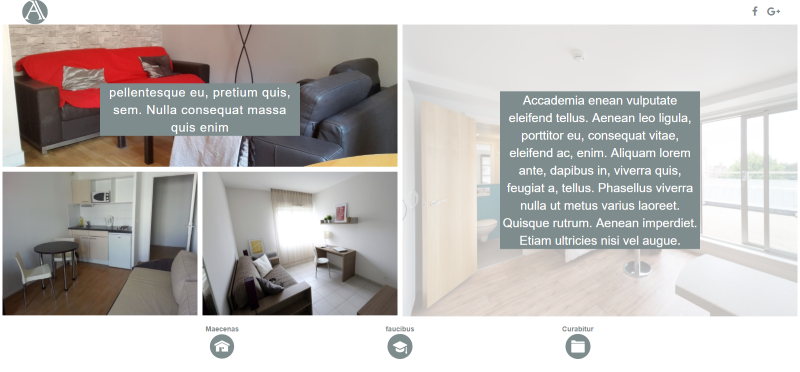 pellentesque eu, pretium quis,
sem. Nulla consequat massa
quis enim
Accademia enean vulputate
eleifend tellus. Aenean leo ligula,
porttitor eu, consequat vitae,
eleifend ac, enim. Aliquam lorem
ante, dapibus in, viverra quis,
feugiat a, tellus. Phasellus viverra
nulla ut metus varius laoreet.
Quisque rutrum. Aenean imperdiet.
Etiam ultricies nisi vel augue.
Maecenas
faucibus
Curabitur